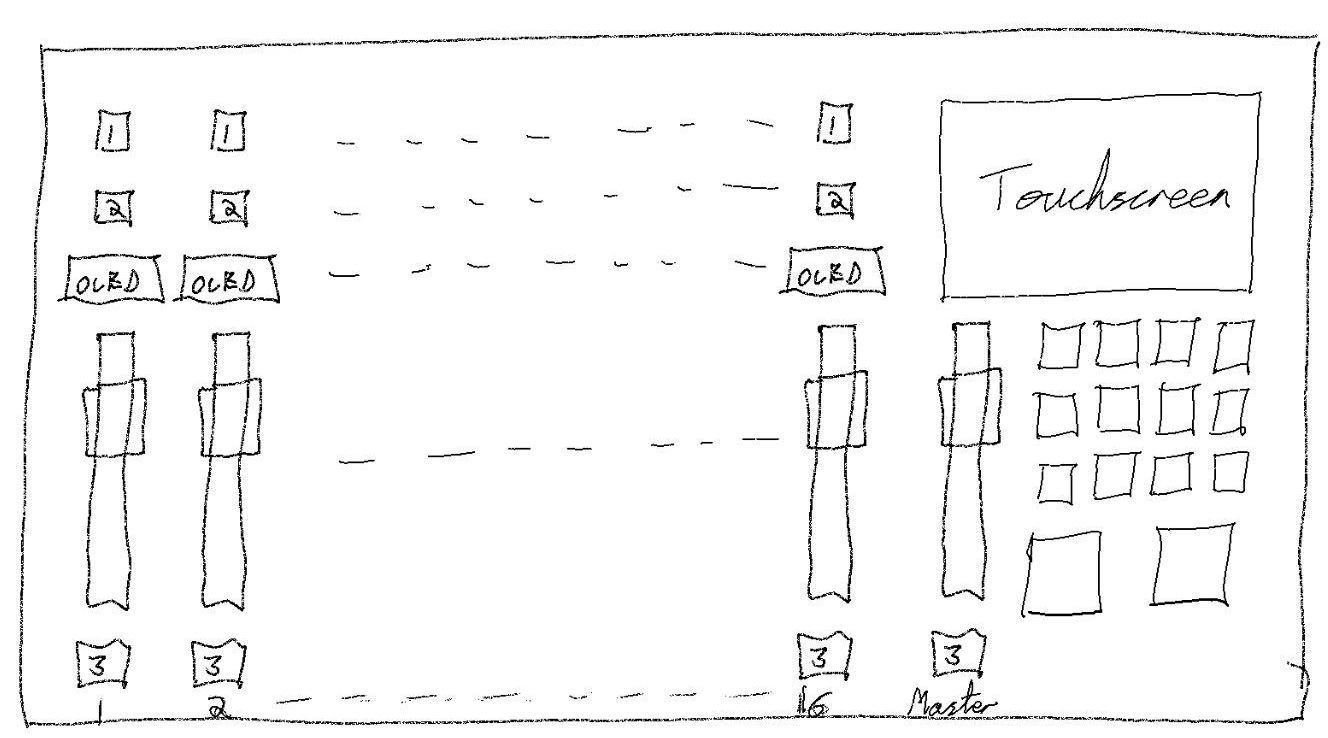 1 1 1
2 2 2
Touchscreen
OLED OLED OLED
3 3 3 3
1 2 16 Master